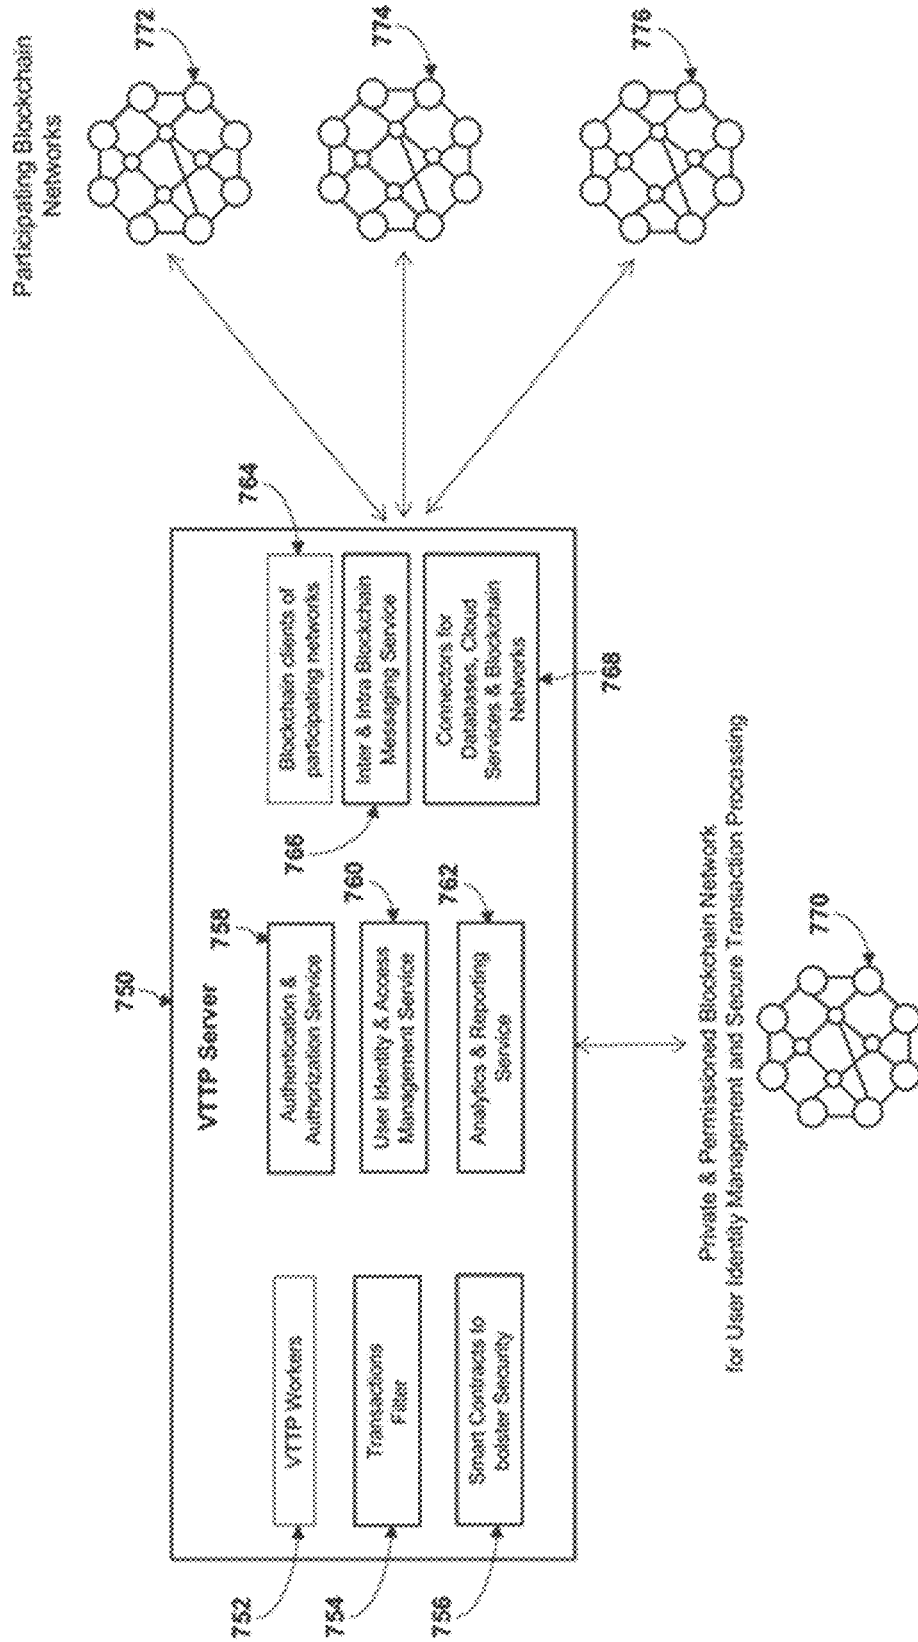 750
VTTP Server
752
VTTP Workers
754
Transactions
Filter
756
Smart Contracts to
bolster Security
758
Authentication &
Authorization Service
760
User Identity & Access
Management Service
762
Analytics & Reporting
Service
764
Blockchain clients of
participating networks
766
Inter & Intra Blockchain
Messaging Service
768
Connectors for
Databases, Cloud
Services & Blockchain
Networks
Participating Blockchain
Networks
772
774
776
Private & Permissioned Blockchain Network
for User Identity Management and Secure Transaction Processing
770